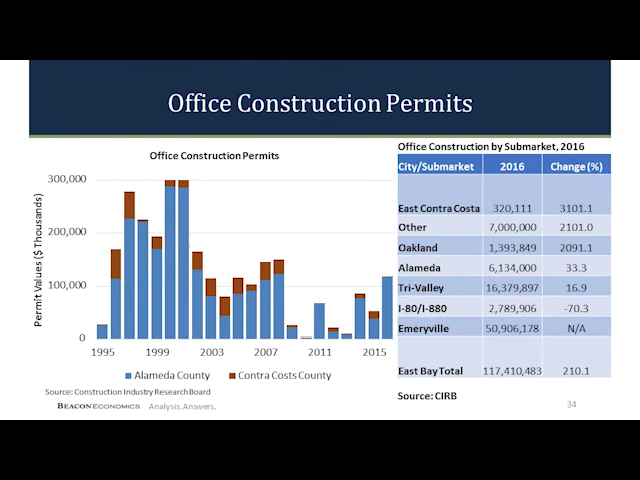 Office Construction Permits
Office Construction Permits
Permit Values ($ Thousands)
300,000
200,000
100,000
0
1995 1999 2003 2007 2011 2015
Alameda County Contra Costs County
Source: Construction Industry Research Board
Office Construction by Submarket, 2016
City/Submarket 2016 Change (%)
East Contra Costa 320,111 3101.1
Other 7,000,000 2101.0
Oakland 1,393,849 2091.1
Alameda 6,134,000 33.3
Tri-Valley 16,379,897 16.9
I-80/I-880 2,789,906 -70.3
Emeryville 50,906,178 N/A
East Bay Total 117,410,483 210.1
Source: CIRB
BEACON ECONOMICS Analysis. Answers. 34